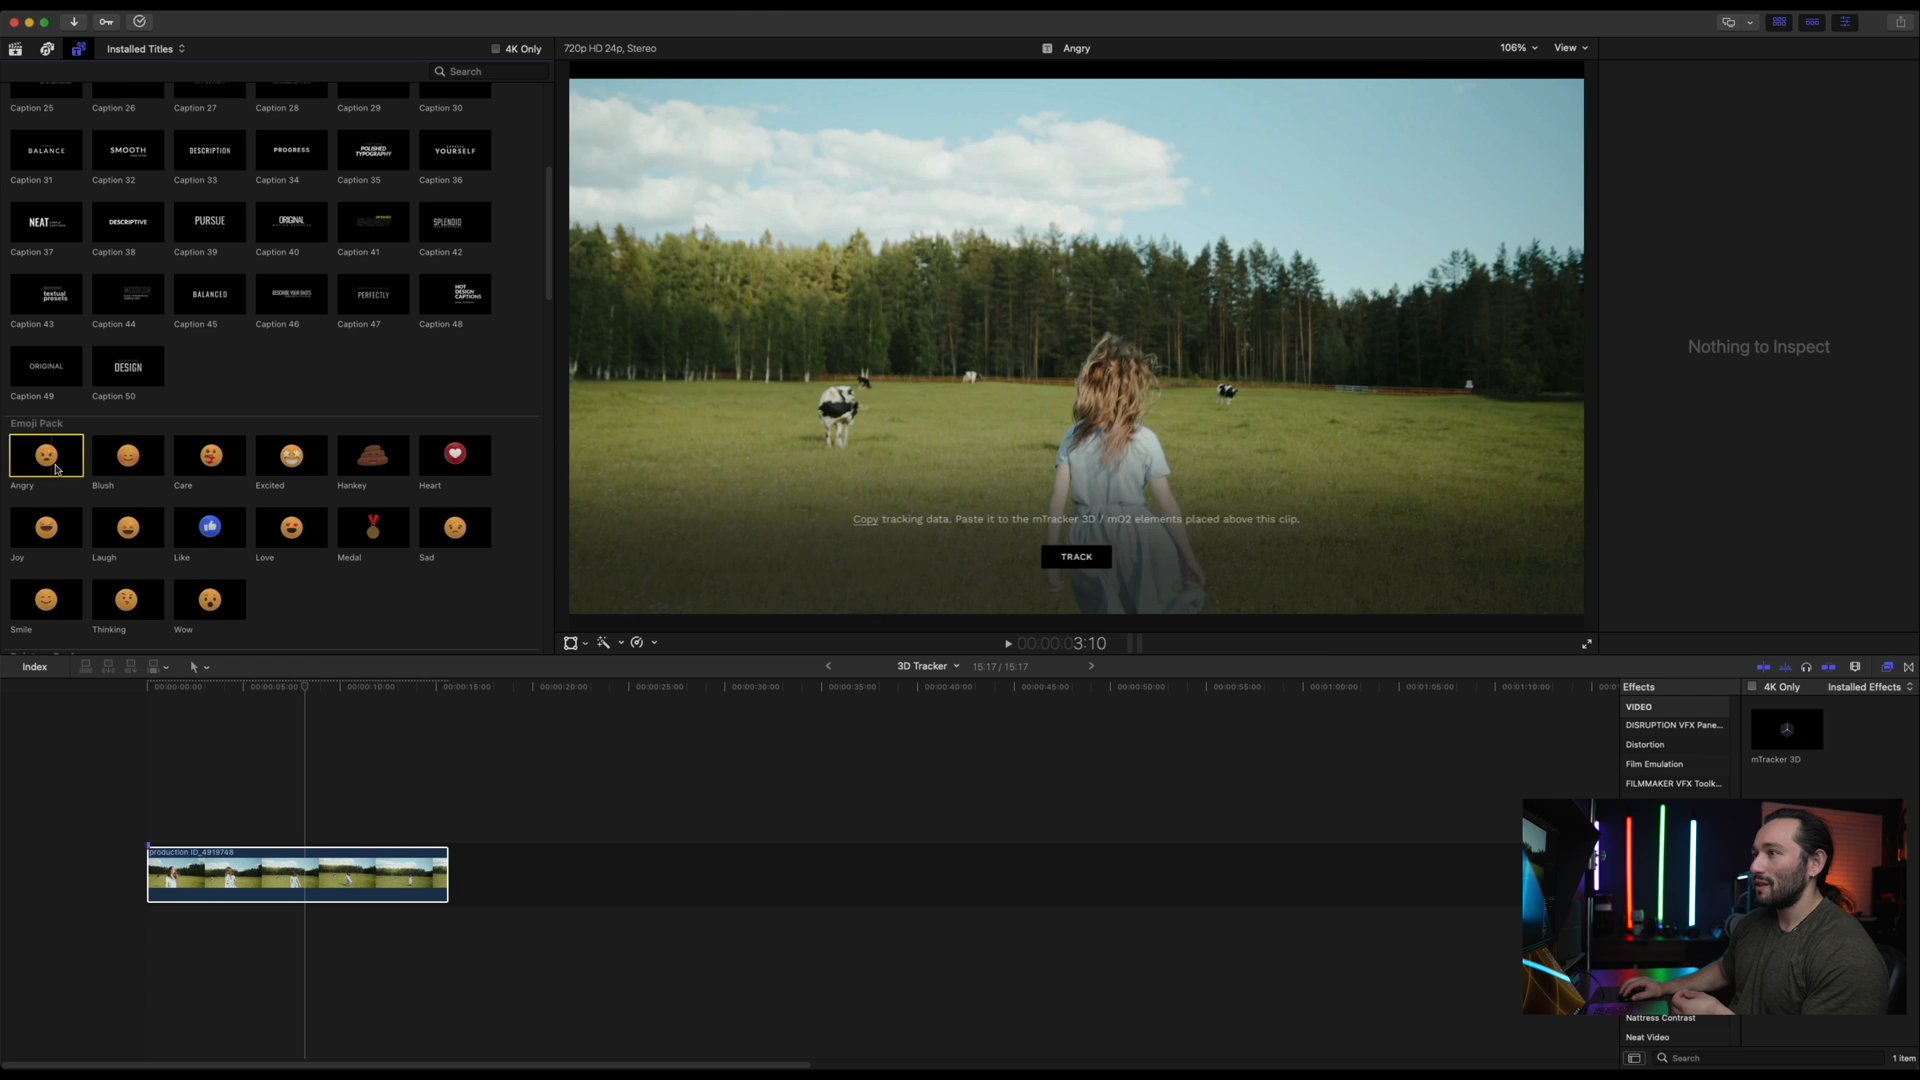 Installed Titles
4K Only
720p HD 24p, Stereo
Angry
106%
View
Search
Caption 25
Caption 26
Caption 27
Caption 28
Caption 29
Caption 30
BALANCE
SMOOTH
DESCRIPTION
PROGRESS
POLISHED
TYPOGRAPHY
YOURSELF
Caption 31
Caption 32
Caption 33
Caption 34
Caption 35
Caption 36
NEAT
DESCRIPTIVE
PURSUE
ORIGINAL
SPLENDID
Caption 37
Caption 38
Caption 39
Caption 40
Caption 41
Caption 42
textual
presets
BALANCED
DESCRIBE YOUR SHOTS
PERFECTLY
HOT
DESIGN
CAPTIONS
Caption 43
Caption 44
Caption 45
Caption 46
Caption 47
Caption 48
ORIGINAL
DESIGN
Caption 49
Caption 50
Emoji Pack
Angry
Blush
Care
Excited
Hankey
Heart
Joy
Laugh
Like
Love
Medal
Sad
Smile
Thinking
Wow
Nothing to Inspect
Copy tracking data. Paste it to the mTracker 3D / mO2 elements placed above this clip.
TRACK
00:00:03:10
Index
3D Tracker
15:17 / 15:17
00:00:00:00
00:00:05:00
00:00:10:00
00:00:15:00
00:00:20:00
00:00:25:00
00:00:30:00
00:00:35:00
00:00:40:00
00:00:45:00
00:00:50:00
00:00:55:00
00:01:00:00
00:01:05:00
00:01:10:00
production ID_4919748
Effects
4K Only
Installed Effects
VIDEO
DISRUPTION VFX Pane...
Distortion
Film Emulation
FILMMAKER VFX Toolk...
mTracker 3D
Nattress Contrast
Neat Video
Search
1 item